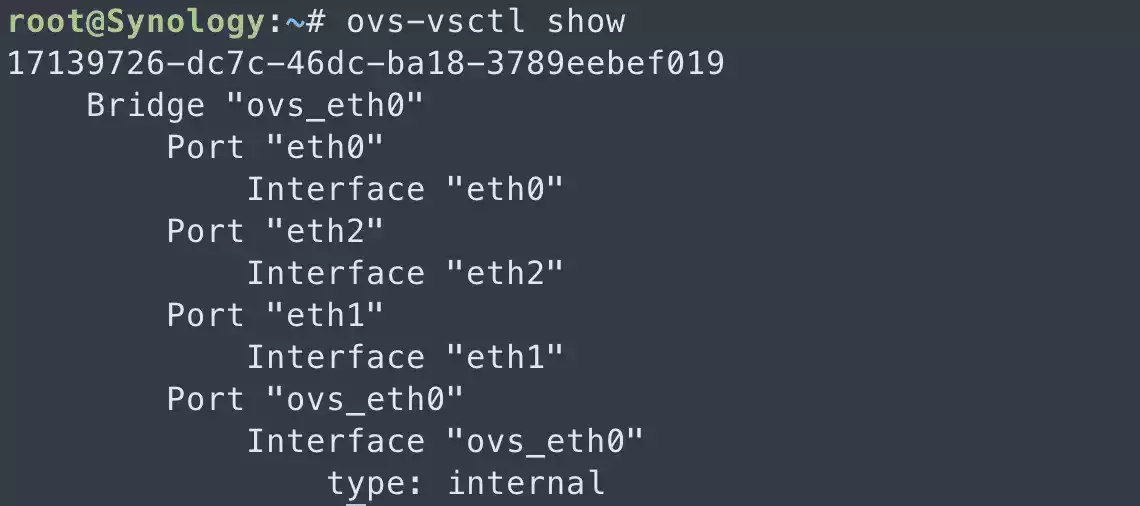 root@Synology:~# ovs-vsctl show
17139726-dc7c-46dc-ba18-3789eebef019
    Bridge "ovs_eth0"
        Port "eth0"
            Interface "eth0"
        Port "eth2"
            Interface "eth2"
        Port "eth1"
            Interface "eth1"
        Port "ovs_eth0"
            Interface "ovs_eth0"
                type: internal